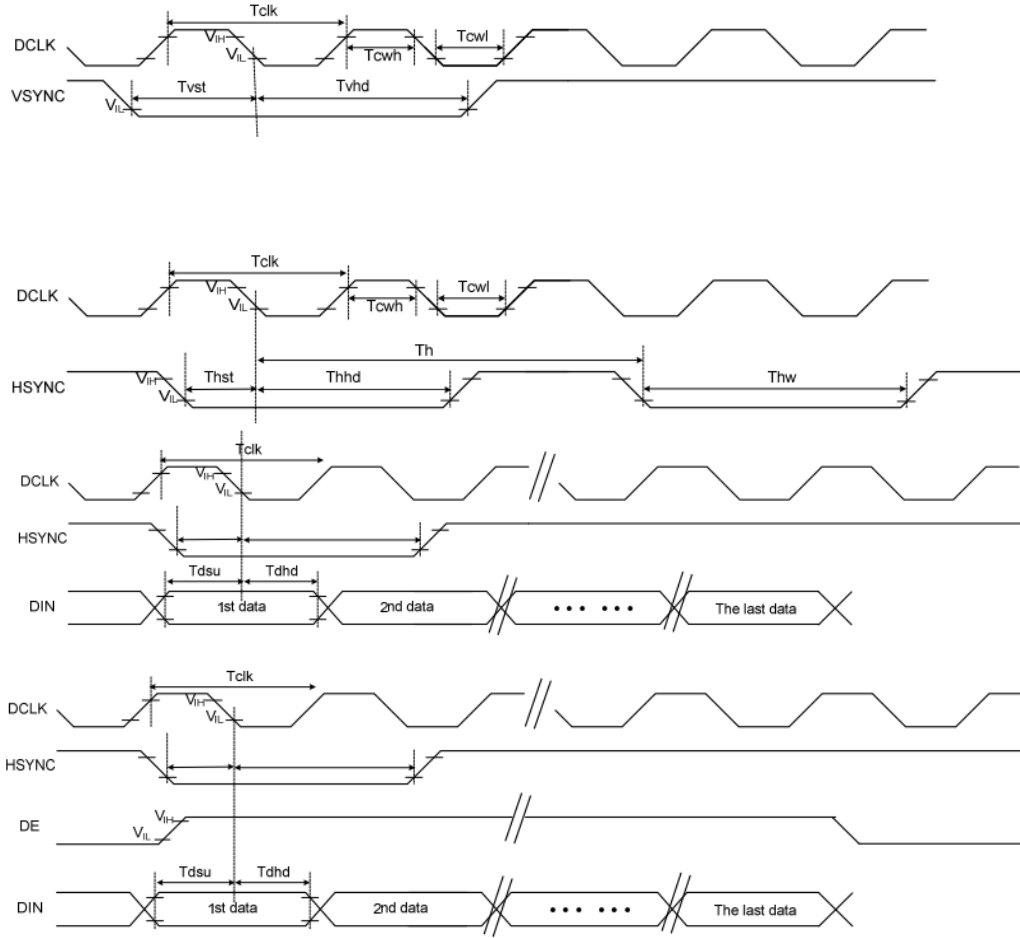 Tclk
DCLK VIH VIL Tcwh Tcwl
VSYNC VIL Tvst Tvhd
Tclk
DCLK VIH VIL Tcwh Tcwl
Th
HSYNC VIH VIL Thst Thhd Thw
Tclk
DCLK VIH VIL
HSYNC
Tdsu Tdhd
DIN 1st data 2nd data • • • • • • The last data
Tclk
DCLK VIH VIL
HSYNC
DE VIH VIL
Tdsu Tdhd
DIN 1st data 2nd data • • • • • • The last data